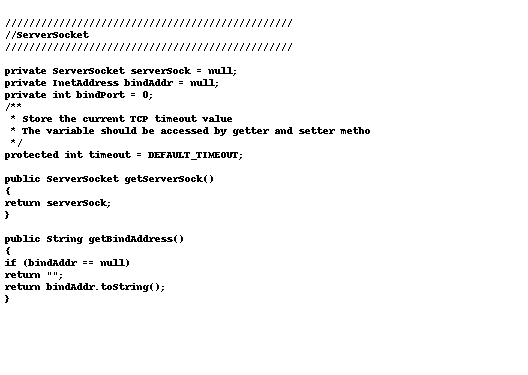 ////////////////////////////////////////////////
//ServerSocket
////////////////////////////////////////////////
private ServerSocket serverSock = null;
private InetAddress bindAddr = null;
private int bindPort = 0;
/**
* Store the current TCP timeout value
* The variable should be accessed by getter and setter metho
*/
protected int timeout = DEFAULT_TIMEOUT;
public ServerSocket getServerSock()
{
return serverSock;
}
public String getBindAddress()
{
if (bindAddr == null)
return "";
return bindAddr.toString();
}